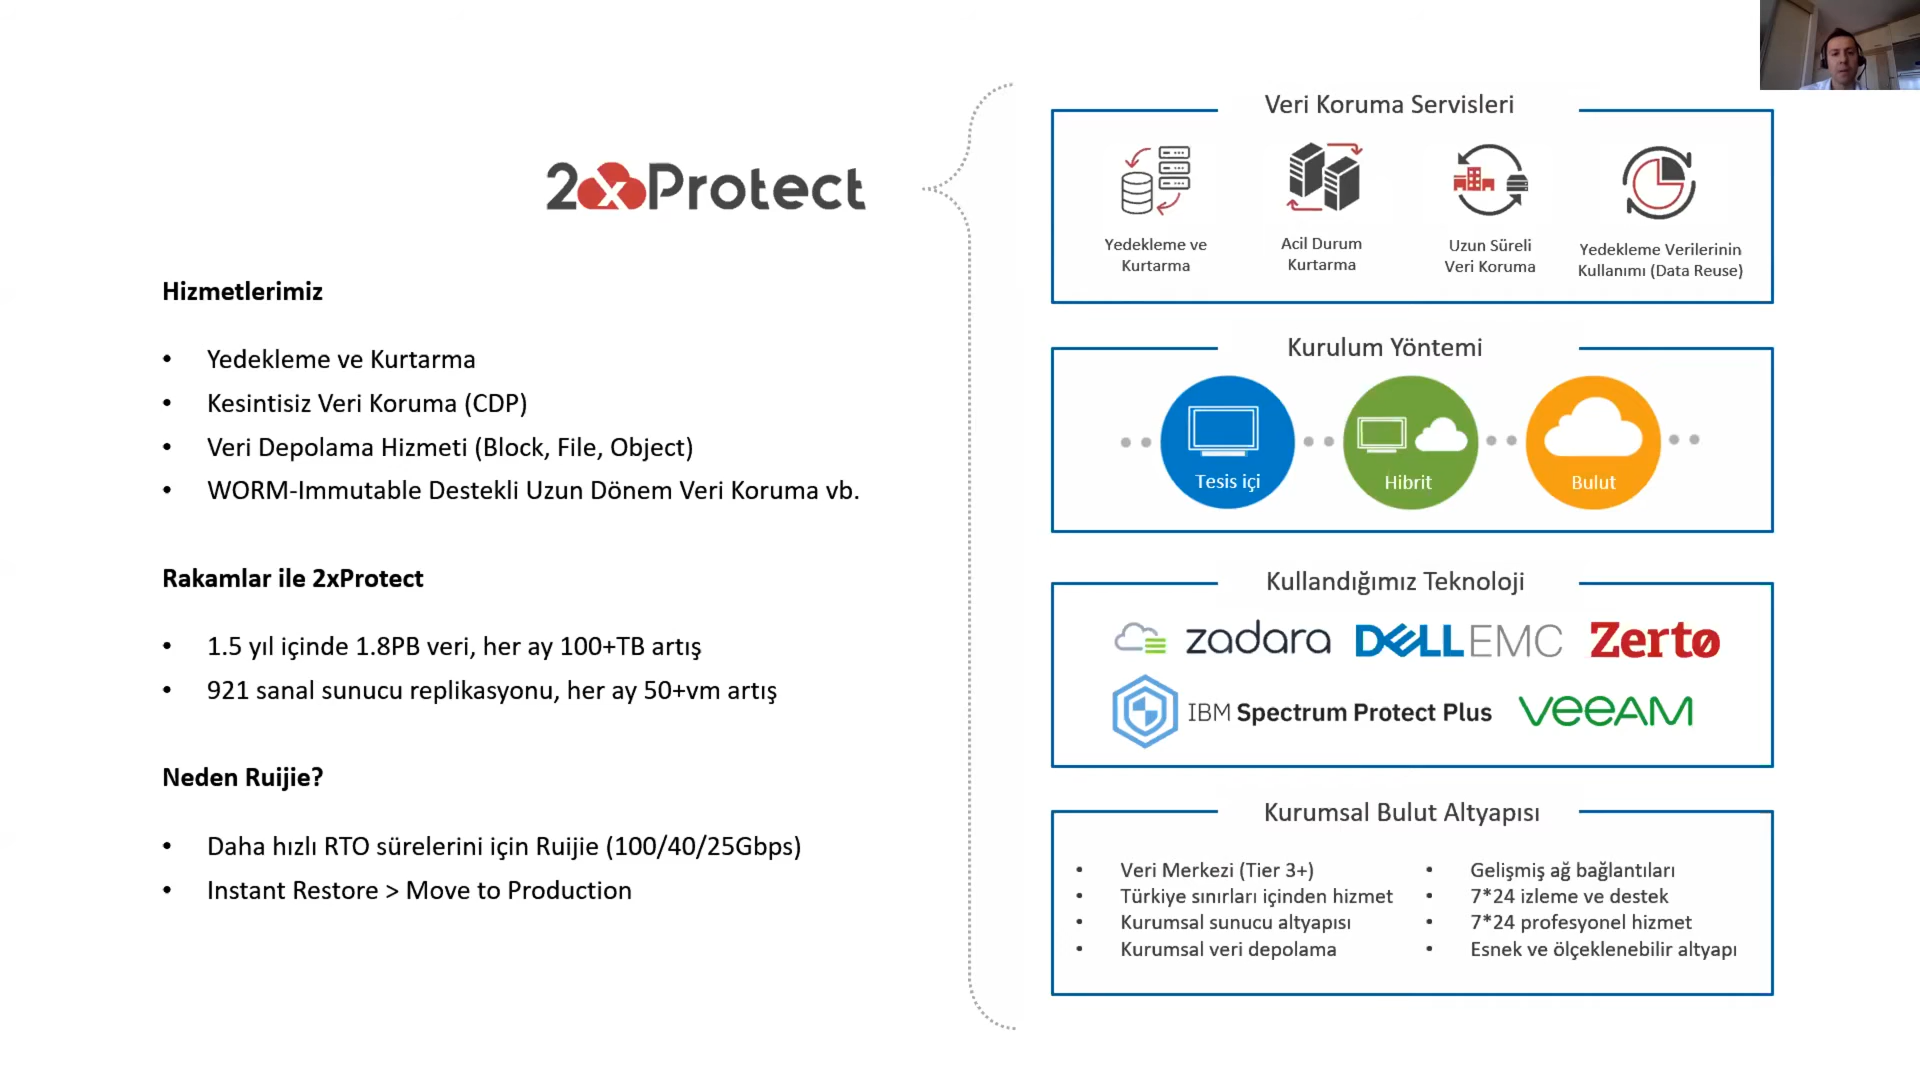 2xProtect
Hizmetlerimiz
• Yedekleme ve Kurtarma
• Kesintisiz Veri Koruma (CDP)
• Veri Depolama Hizmeti (Block, File, Object)
• WORM-Immutable Destekli Uzun Dönem Veri Koruma vb.
Rakamlar ile 2xProtect
• 1.5 yıl içinde 1.8PB veri, her ay 100+TB artış
• 921 sanal sunucu replikasyonu, her ay 50+vm artış
Neden Ruijie?
• Daha hızlı RTO sürelerini için Ruijie (100/40/25Gbps)
• Instant Restore > Move to Production
Veri Koruma Servisleri
Yedekleme ve
Kurtarma
Acil Durum
Kurtarma
Uzun Süreli
Veri Koruma
Yedekleme Verilerinin
Kullanımı (Data Reuse)
Kurulum Yöntemi
Tesis içi
Hibrit
Bulut
Kullandığımız Teknoloji
zadara
DELLEMC
Zerto
IBM Spectrum Protect Plus
veeAM
Kurumsal Bulut Altyapısı
• Veri Merkezi (Tier 3+)
• Türkiye sınırları içinden hizmet
• Kurumsal sunucu altyapısı
• Kurumsal veri depolama
• Gelişmiş ağ bağlantıları
• 7*24 izleme ve destek
• 7*24 profesyonel hizmet
• Esnek ve ölçeklenebilir altyapı